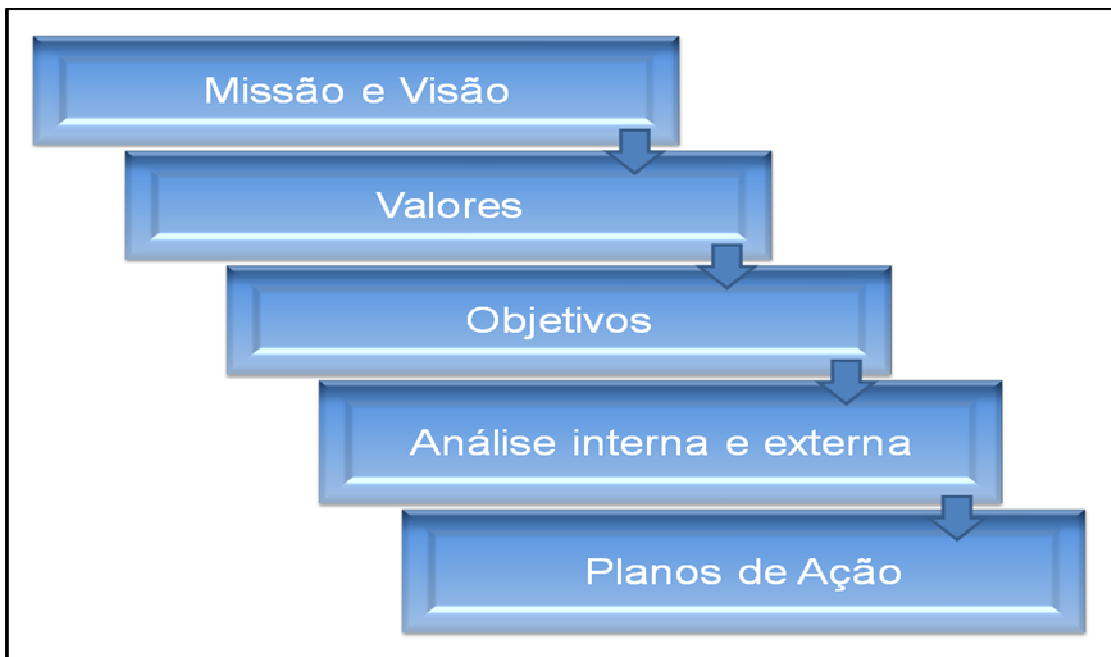 Missão e Visão
Valores
Objetivos
Análise interna e externa
Planos de Ação